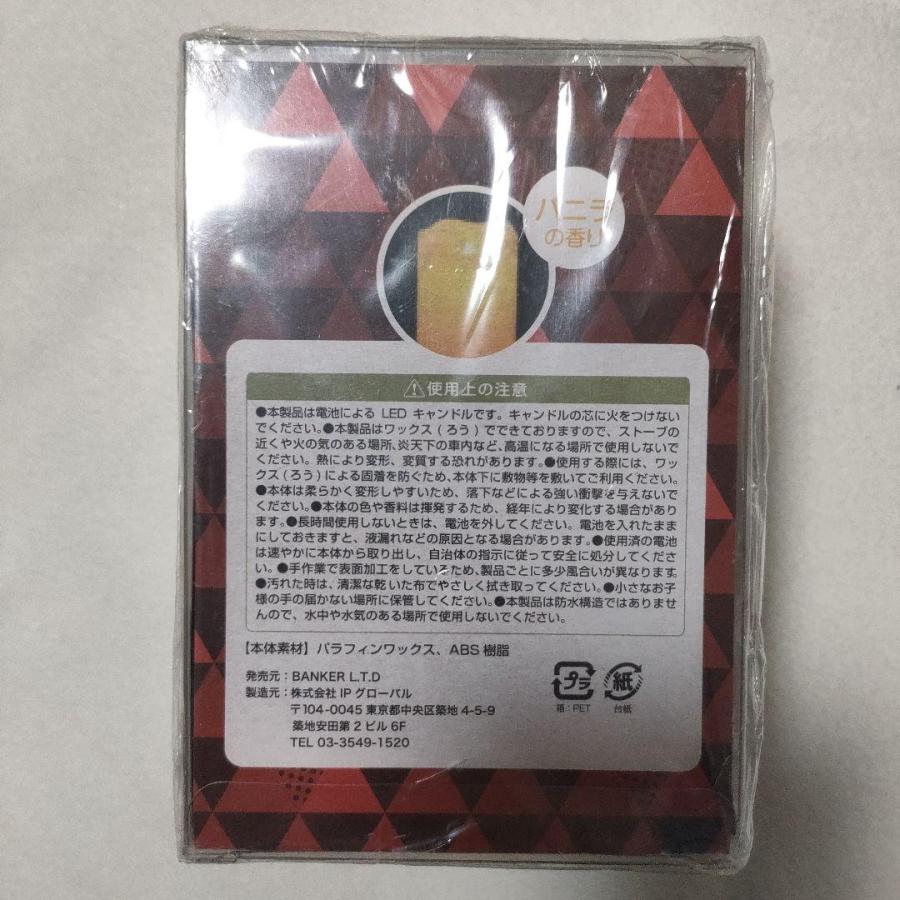 バニラ
の香り
使用上の注意
●本製品は電池による LED キャンドルです。キャンドルの芯に火をつけない
でください。●本製品はワックス(ろう)でできておりますので、ストーブの
近くや火の気のある場所、炎天下の車内など、高温になる場所で使用しないで
ください。熱により変形、変質する恐れがあります。●使用する際には、ワッ
クス(ろう)による固着を防ぐため、本体下に敷物等を敷いてご利用ください。
●本体は柔らかく変形しやすいため、落下などによる強い衝撃を与えないで
ください。●本体の色や香料は揮発するため、経年により変化する場合があり
ます。●長時間使用しないときは、電池を外してください。電池を入れたまま
にしておきますと、液漏れなどの原因となる場合があります。●使用済の電池
は速やかに本体から取り出し、自治体の指示に従って安全に処分してくださ
い。●手作業で表面加工をしているため、製品ごとに多少風合いが異なります。
●汚れた時は、清潔な乾いた布でやさしく拭き取ってください。●小さなお子
様の手の届かない場所に保管してください。●本製品は防水構造ではありませ
んので、水中や水気のある場所で使用しないでください。
【本体素材】パラフィンワックス、ABS 樹脂
発売元：BANKER L.T.D
製造元：株式会社 IP グローバル
〒104-0045 東京都中央区築地 4-5-9
築地安田第 2 ビル 6F
TEL 03-3549-1520
プラ
箱：PET
紙
台紙